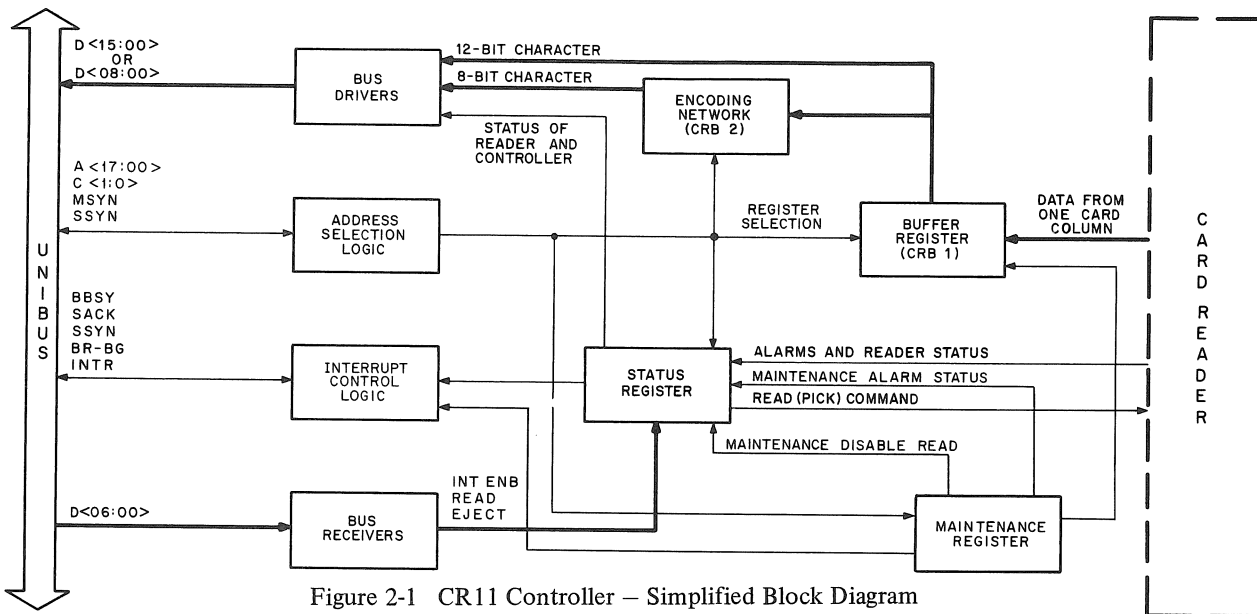 D<15:00>
OR
D<08:00>
BUS
DRIVERS
12-BIT CHARACTER
8-BIT CHARACTER
ENCODING
NETWORK
(CRB 2)
STATUS OF
READER AND
CONTROLLER
A<17:00>
C<1:0>
MSYN
SSYN
ADDRESS
SELECTION
LOGIC
REGISTER
SELECTION
BUFFER
REGISTER
(CRB 1)
DATA FROM
ONE CARD
COLUMN
CARD READER
UNIBUS
BBSY
SACK
SSYN
BR-BG
INTR
INTERRUPT
CONTROL
LOGIC
STATUS
REGISTER
ALARMS AND READER STATUS
MAINTENANCE ALARM STATUS
READ (PICK) COMMAND
MAINTENANCE DISABLE READ
D<06:00>
BUS
RECEIVERS
INT ENB
READ
EJECT
MAINTENANCE
REGISTER
Figure 2-1 CR11 Controller – Simplified Block Diagram